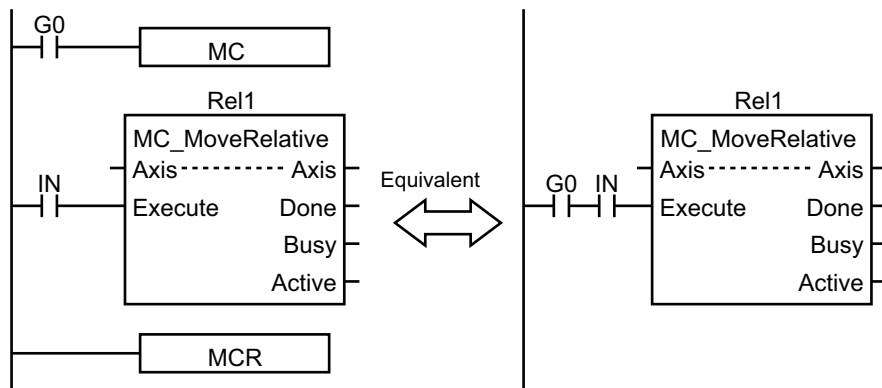 G0
MC
Rel1
MC_MoveRelative
Axis Axis
IN
Execute Done
Busy
Active
MCR
Equivalent
Rel1
MC_MoveRelative
Axis Axis
G0 IN
Execute Done
Busy
Active